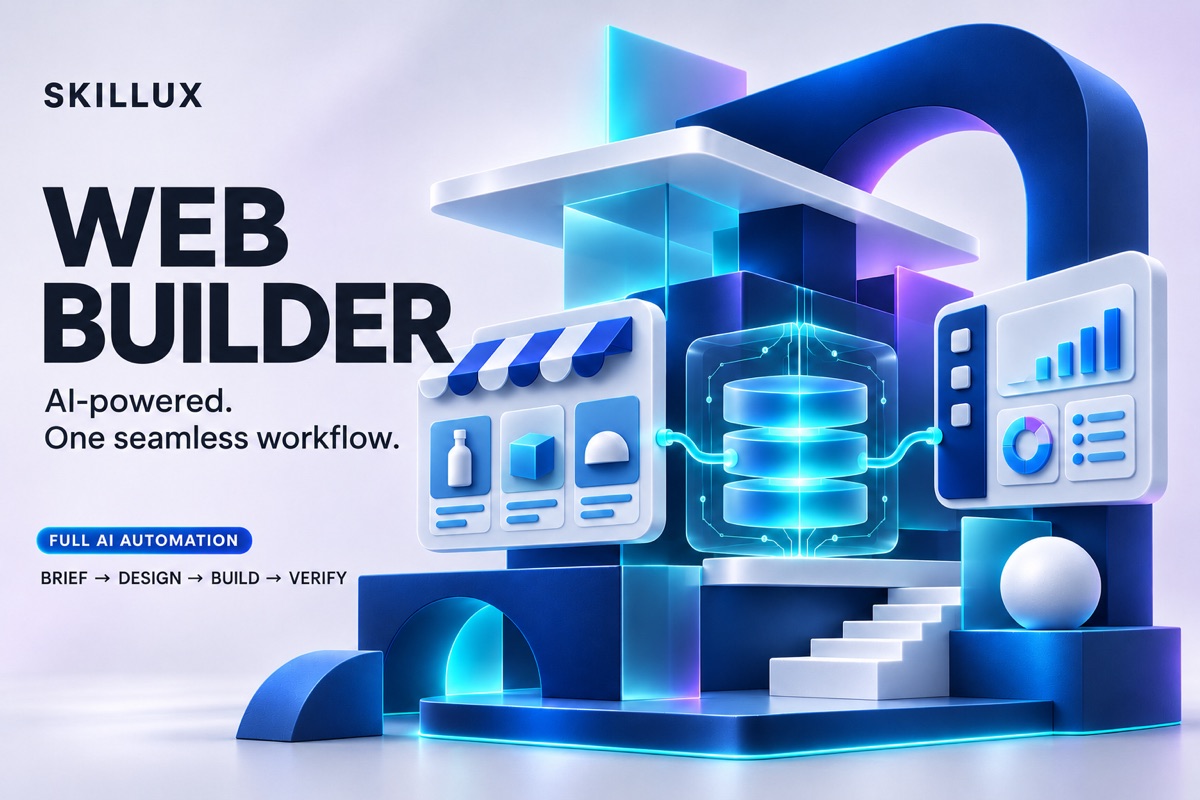 SKILLUX
WEB
BUILDER
AI-powered.
One seamless workflow.
FULL AI AUTOMATION
BRIEF → DESIGN → BUILD → VERIFY